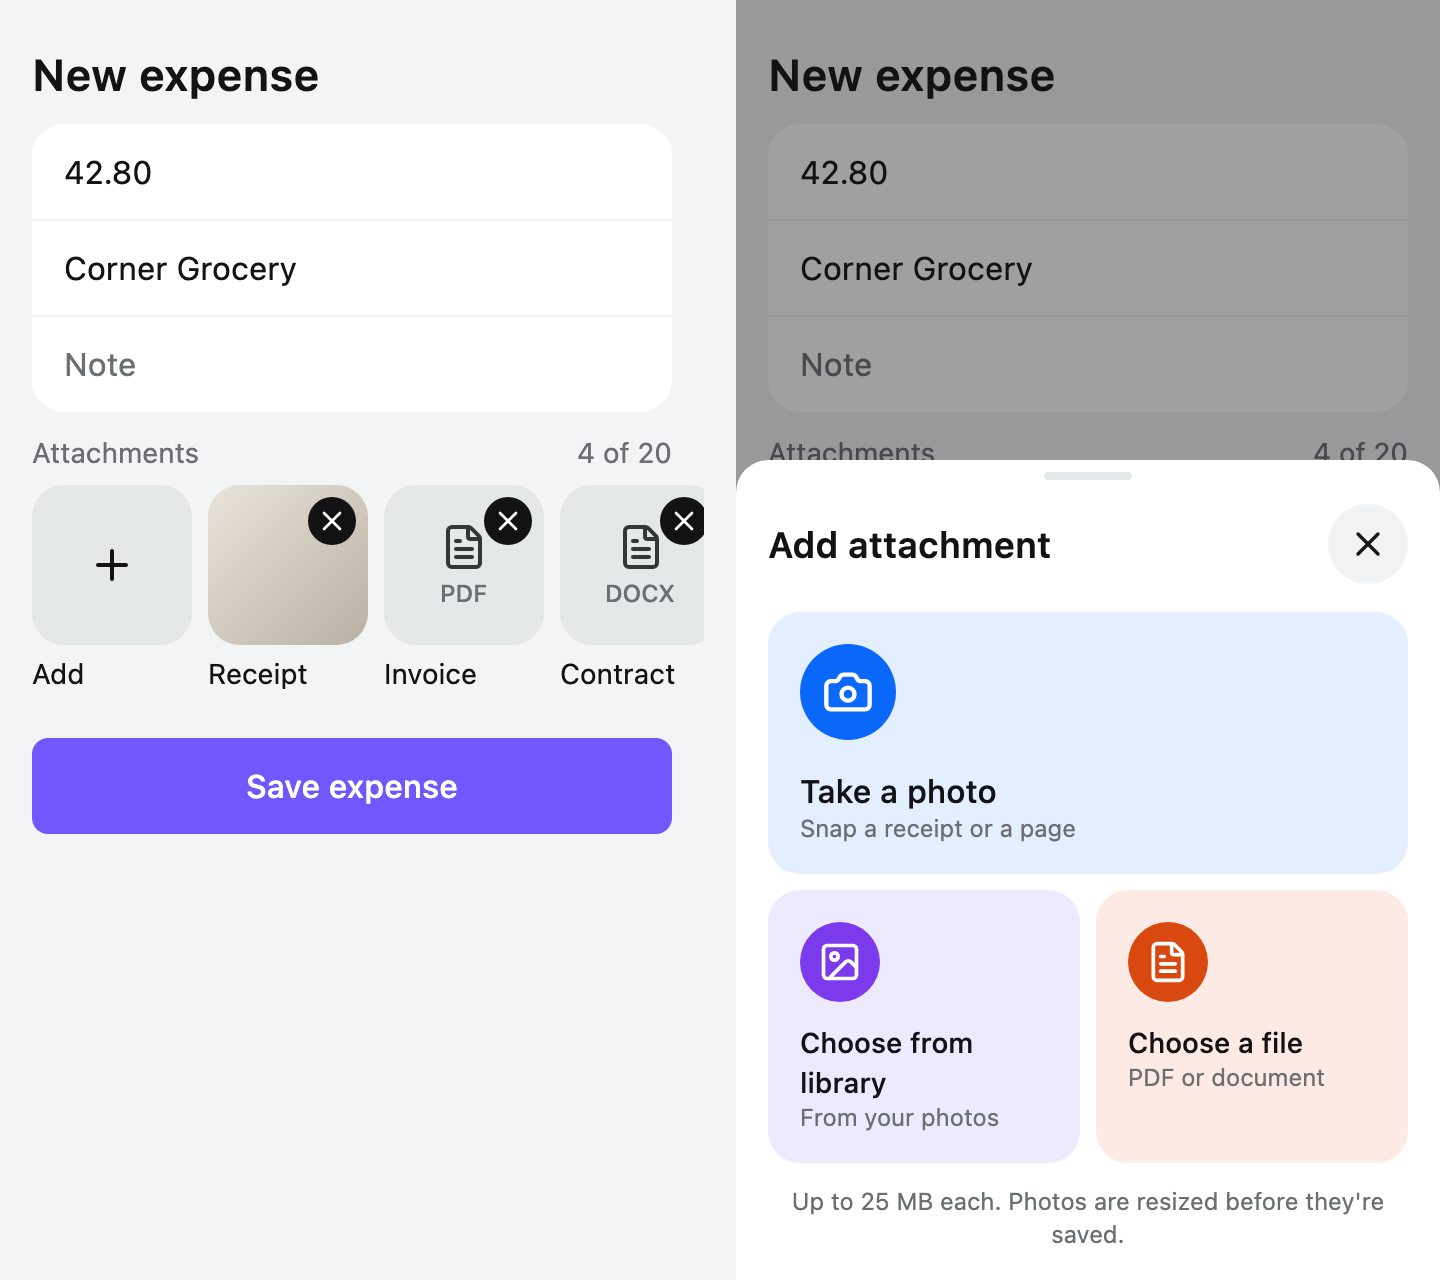 New expense
42.80
Corner Grocery
Note
Attachments
4 of 20
PDF
DOCX
Add
Receipt
Invoice
Contract
Save expense
New expense
42.80
Corner Grocery
Note
Attachments
4 of 20
Add attachment
Take a photo
Snap a receipt or a page
Choose from
library
From your photos
Choose a file
PDF or document
Up to 25 MB each. Photos are resized before they're
saved.